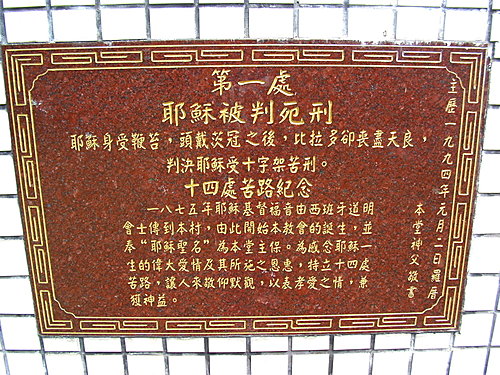 第一處
耶穌被判死刑
耶穌身受鞭苔，頭戴茨冠之後，比拉多卻喪盡天良，
判決耶穌受十字架苦刑。
十四處苦路紀念
一八七五年耶穌基督福音由西班牙道明
會士傳到本村，由此開始本教會的誕生，並
奉“耶穌聖名”為本堂主保。為感念耶穌一
生的偉大愛情及其所死之恩惠，持立十四處
苦路，讓人來敬仰默觀，以表孝愛之情，兼
獲神益。
主歷一九九四年元月二日
本堂神父敬書